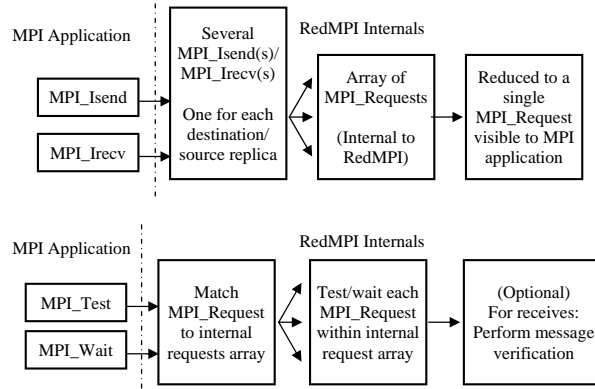 MPI Application
RedMPI Internals
MPI_Isend
MPI_Irecv
Several
MPI_Isend(s)/
MPI_Irecv(s)
One for each
destination/
source replica
Array of
MPI_Requests
(Internal to
RedMPI)
Reduced to a
single
MPI_Request
visible to MPI
application
MPI Application
RedMPI Internals
MPI_Test
MPI_Wait
Match
MPI_Request
to internal
requests array
Test/wait each
MPI_Request
within internal
request array
(Optional)
For receives:
Perform message
verification